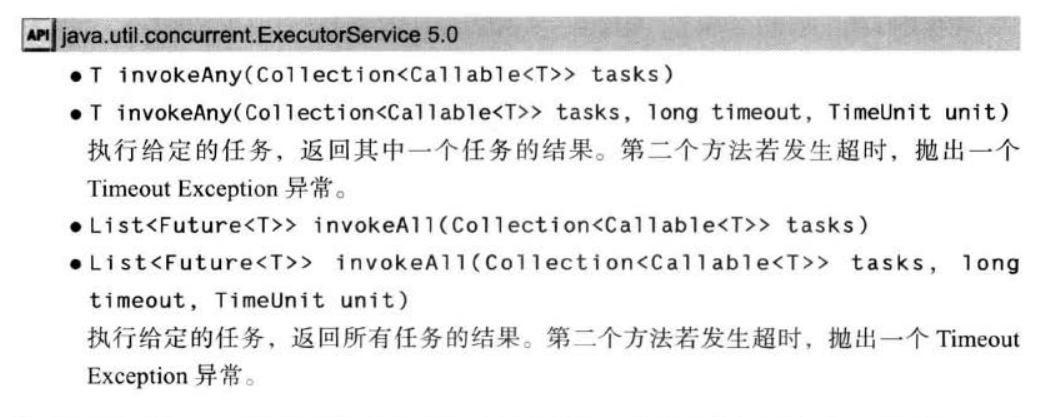 API java.util.concurrent.ExecutorService 5.0
● T invokeAny(Collection<Callable<T>> tasks)
● T invokeAny(Collection<Callable<T>> tasks, long timeout, TimeUnit unit)
执行给定的任务，返回其中一个任务的结果。第二个方法若发生超时，抛出一个
Timeout Exception 异常。
● List<Future<T>> invokeAll(Collection<Callable<T>> tasks)
● List<Future<T>> invokeAll(Collection<Callable<T>> tasks, long
timeout, TimeUnit unit)
执行给定的任务，返回所有任务的结果。第二个方法若发生超时，抛出一个 Timeout
Exception 异常。